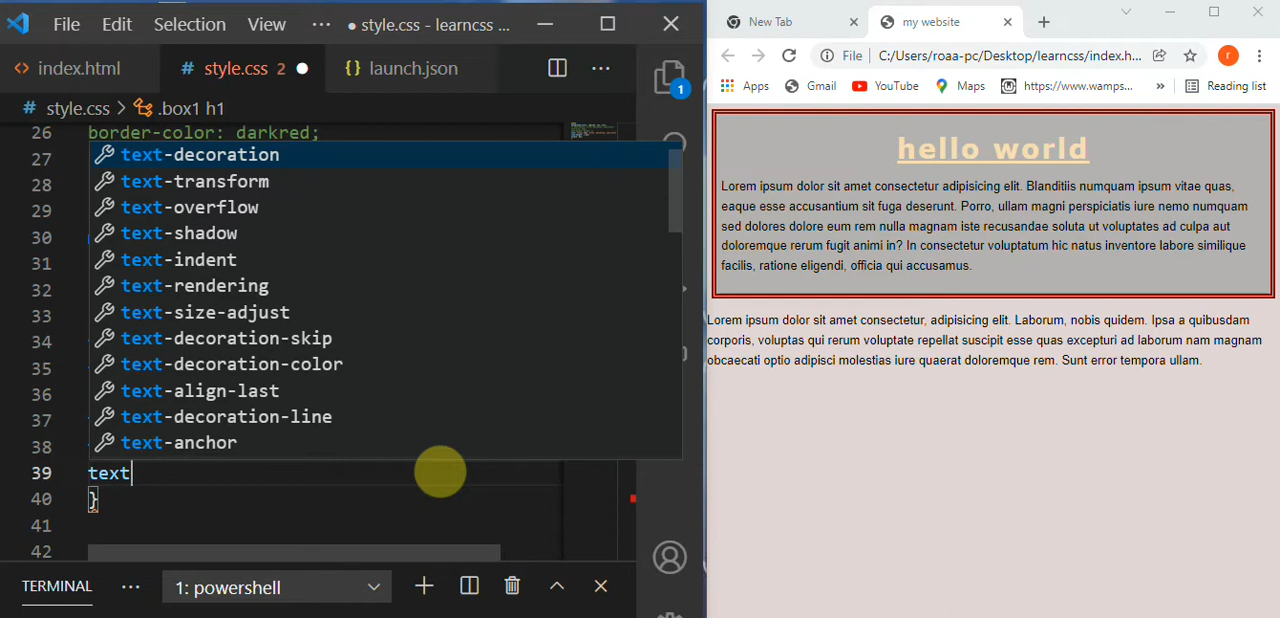 File Edit Selection View ··· ● style.css - learncss ...
index.html # style.css 2 ● {} launch.json ···
# style.css > .box1 h1
26 border-color: darkred;
27 text-decoration
28 text-transform
29 text-overflow
30 text-shadow
31 text-indent
32 text-rendering
33 text-size-adjust
34 text-decoration-skip
35 text-decoration-color
36 text-align-last
37 text-decoration-line
38 text-anchor
39 text
40 }
41
42
1
TERMINAL ··· 1: powershell
New Tab my website
File C:/Users/roaa-pc/Desktop/learncss/index.h... r
Apps Gmail YouTube Maps https://www.wamps... » Reading list
hello world
Lorem ipsum dolor sit amet consectetur adipisicing elit. Blanditiis numquam ipsum vitae quas,
eaque esse accusantium sit fuga deserunt. Porro, ullam magni perspiciatis iure nemo numquam
sed dolores dolore eum rem nulla magnam iste recusandae soluta ut voluptates ad culpa aut
doloremque rerum fugit animi in? In consectetur voluptatum hic natus inventore labore similique
facilis, ratione eligendi, officia qui accusamus.
Lorem ipsum dolor sit amet consectetur, adipisicing elit. Laborum, nobis quidem. Ipsa a quibusdam
corporis, voluptas qui rerum voluptate repellat suscipit esse quas excepturi ad laborum nam magnam
obcaecati optio adipisci molestias iure quaerat doloremque rem. Sunt error tempora ullam.